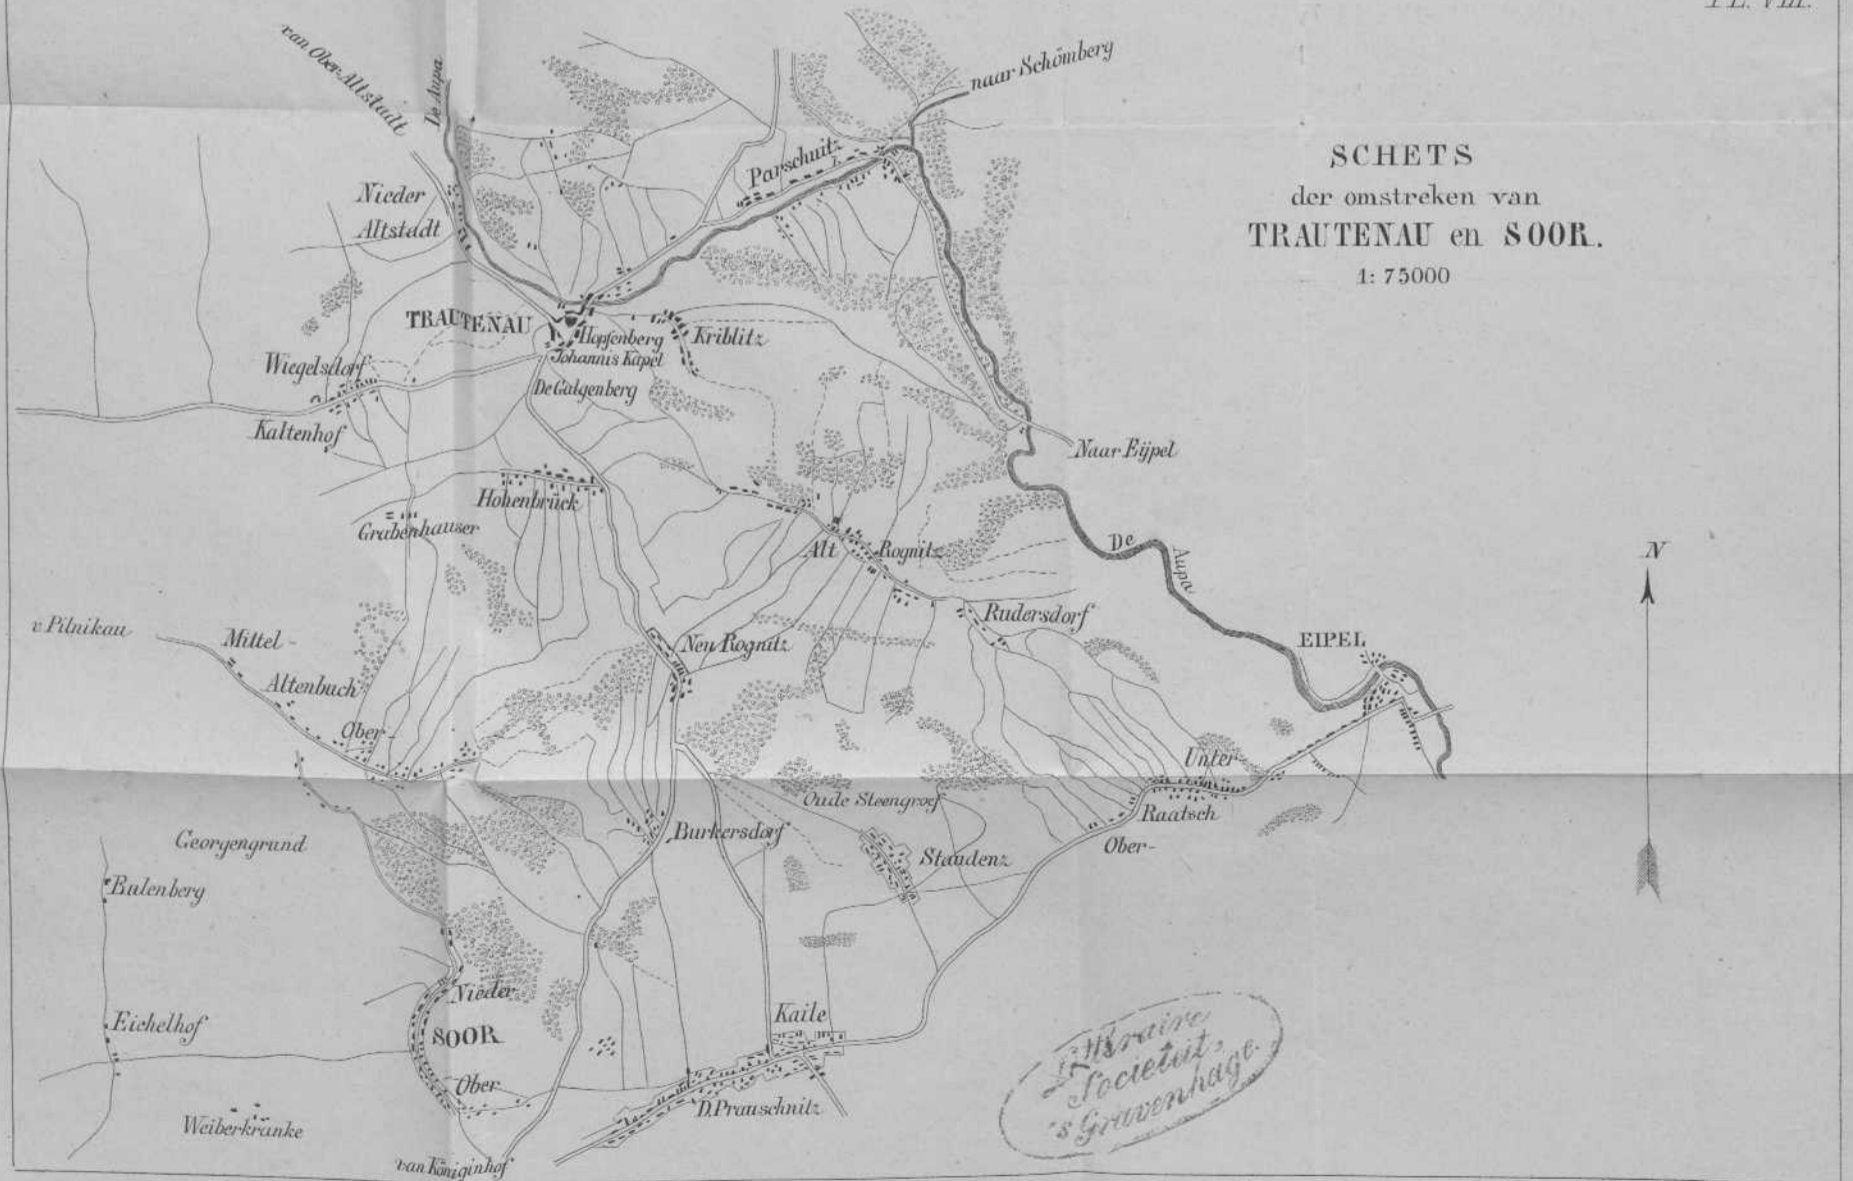 PL. VIII.
SCHETS
der omstreken van
TRAUTENAU en SOOR.
1: 75000
van Ober Altstadt
De Aupa
naar Schömberg
Parschnitz
Nieder
Altstadt
TRAUTENAU
Hopfenberg
Johannis Kapel
Kriblitz
Wiegelsdorf
De Galgenberg
Kaltenhof
Naar Eijpel
Hohenbrück
Grabenhauser
Alt Rognitz
De Aupa
N
Rudersdorf
v. Pilnikau
Mittel-
Altenbuch
Ober-
Neu Rognitz
EIPEL
Unter-
Raatsch
Ober-
Oude Steengroef
Burkersdorf
Staudenz
Georgengrund
Eulenberg
Nieder-
SOOR
Ober
Eichelhof
Kaile
Weiberkränke
D. Prauschnitz
van Königinhof
Litteraire
Societeit,
's Gravenhage.